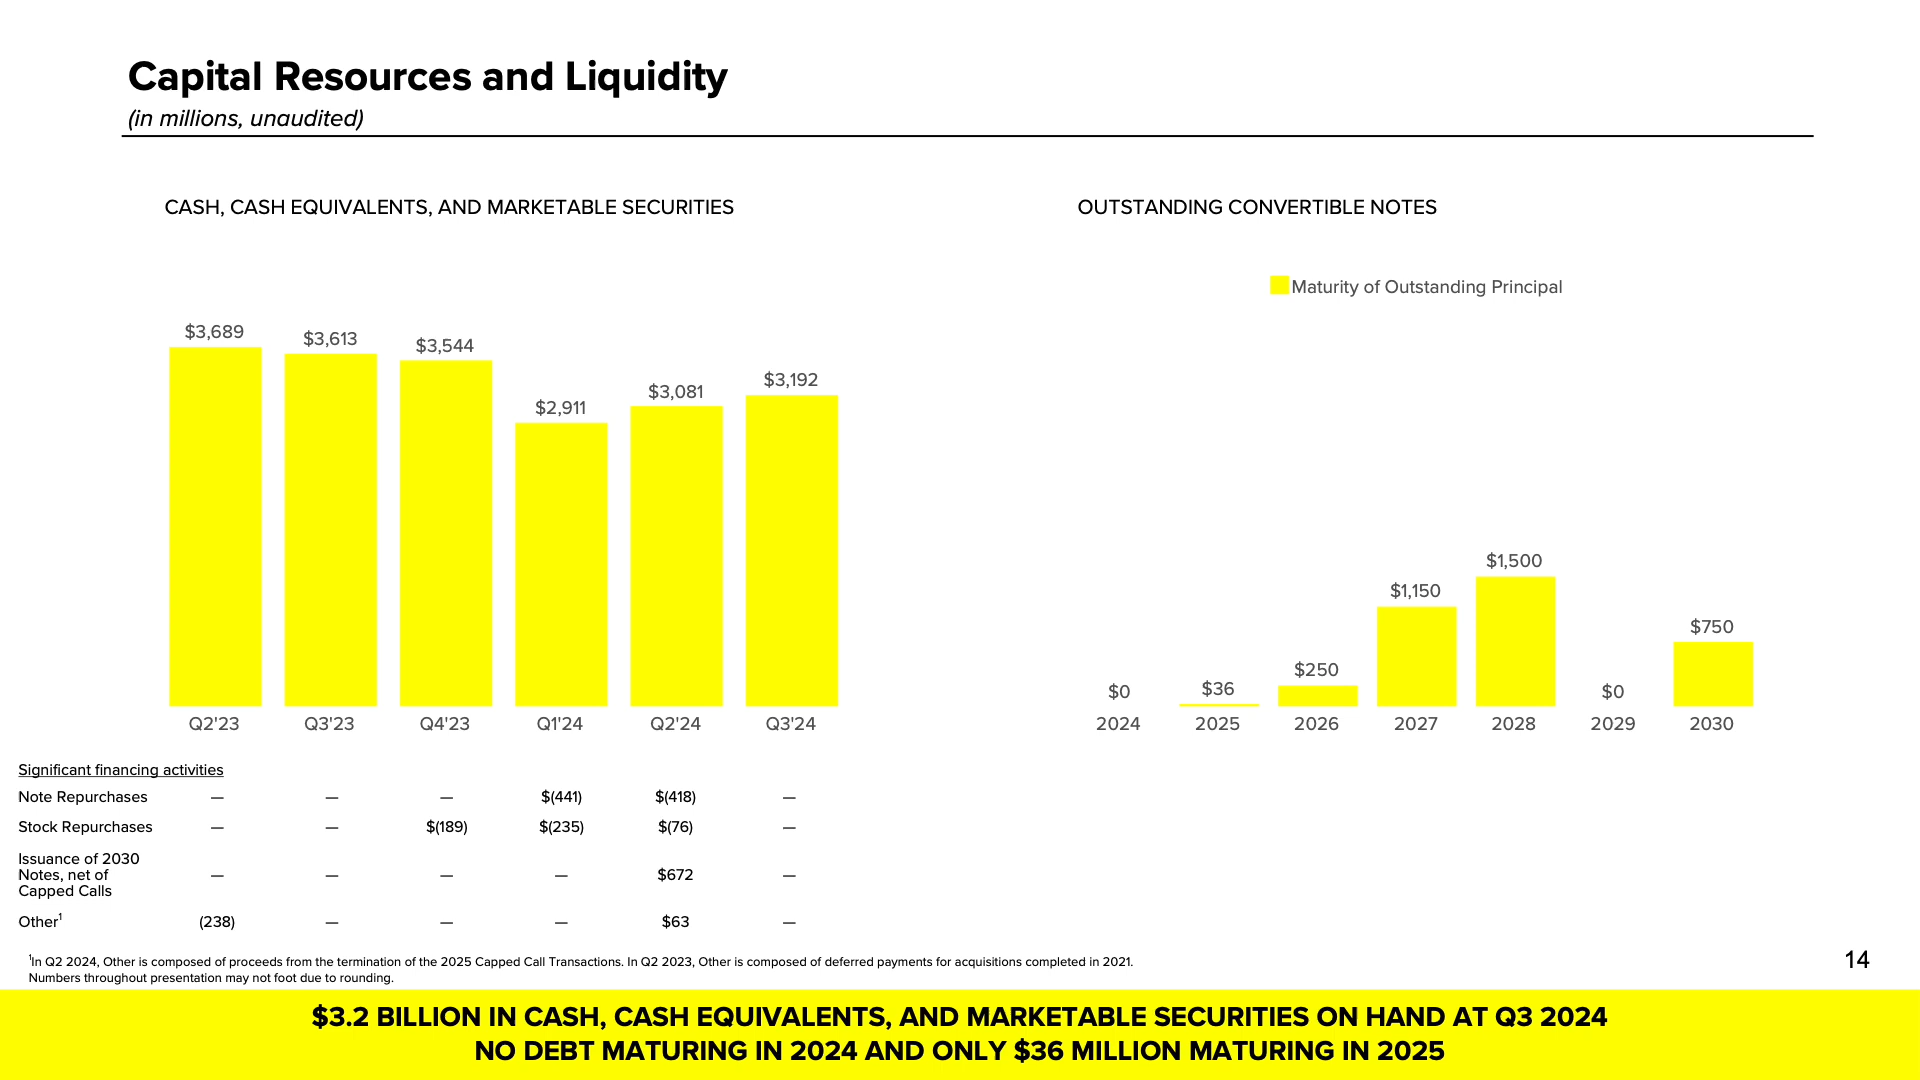 Capital Resources and Liquidity
(in millions, unaudited)
CASH, CASH EQUIVALENTS, AND MARKETABLE SECURITIES
$3,689
$3,613
$3,544
$2,911
$3,081
$3,192
Q2'23
Q3'23
Q4'23
Q1'24
Q2'24
Q3'24
OUTSTANDING CONVERTIBLE NOTES
Maturity of Outstanding Principal
$0
$36
$250
$1,150
$1,500
$0
$750
2024
2025
2026
2027
2028
2029
2030
Significant financing activities
Note Repurchases — — — $(441) $(418) —
Stock Repurchases — — $(189) $(235) $(76) —
Issuance of 2030
Notes, net of — — — — $672 —
Capped Calls
Other¹ (238) — — — $63 —
¹In Q2 2024, Other is composed of proceeds from the termination of the 2025 Capped Call Transactions. In Q2 2023, Other is composed of deferred payments for acquisitions completed in 2021.
Numbers throughout presentation may not foot due to rounding.
14
$3.2 BILLION IN CASH, CASH EQUIVALENTS, AND MARKETABLE SECURITIES ON HAND AT Q3 2024
NO DEBT MATURING IN 2024 AND ONLY $36 MILLION MATURING IN 2025